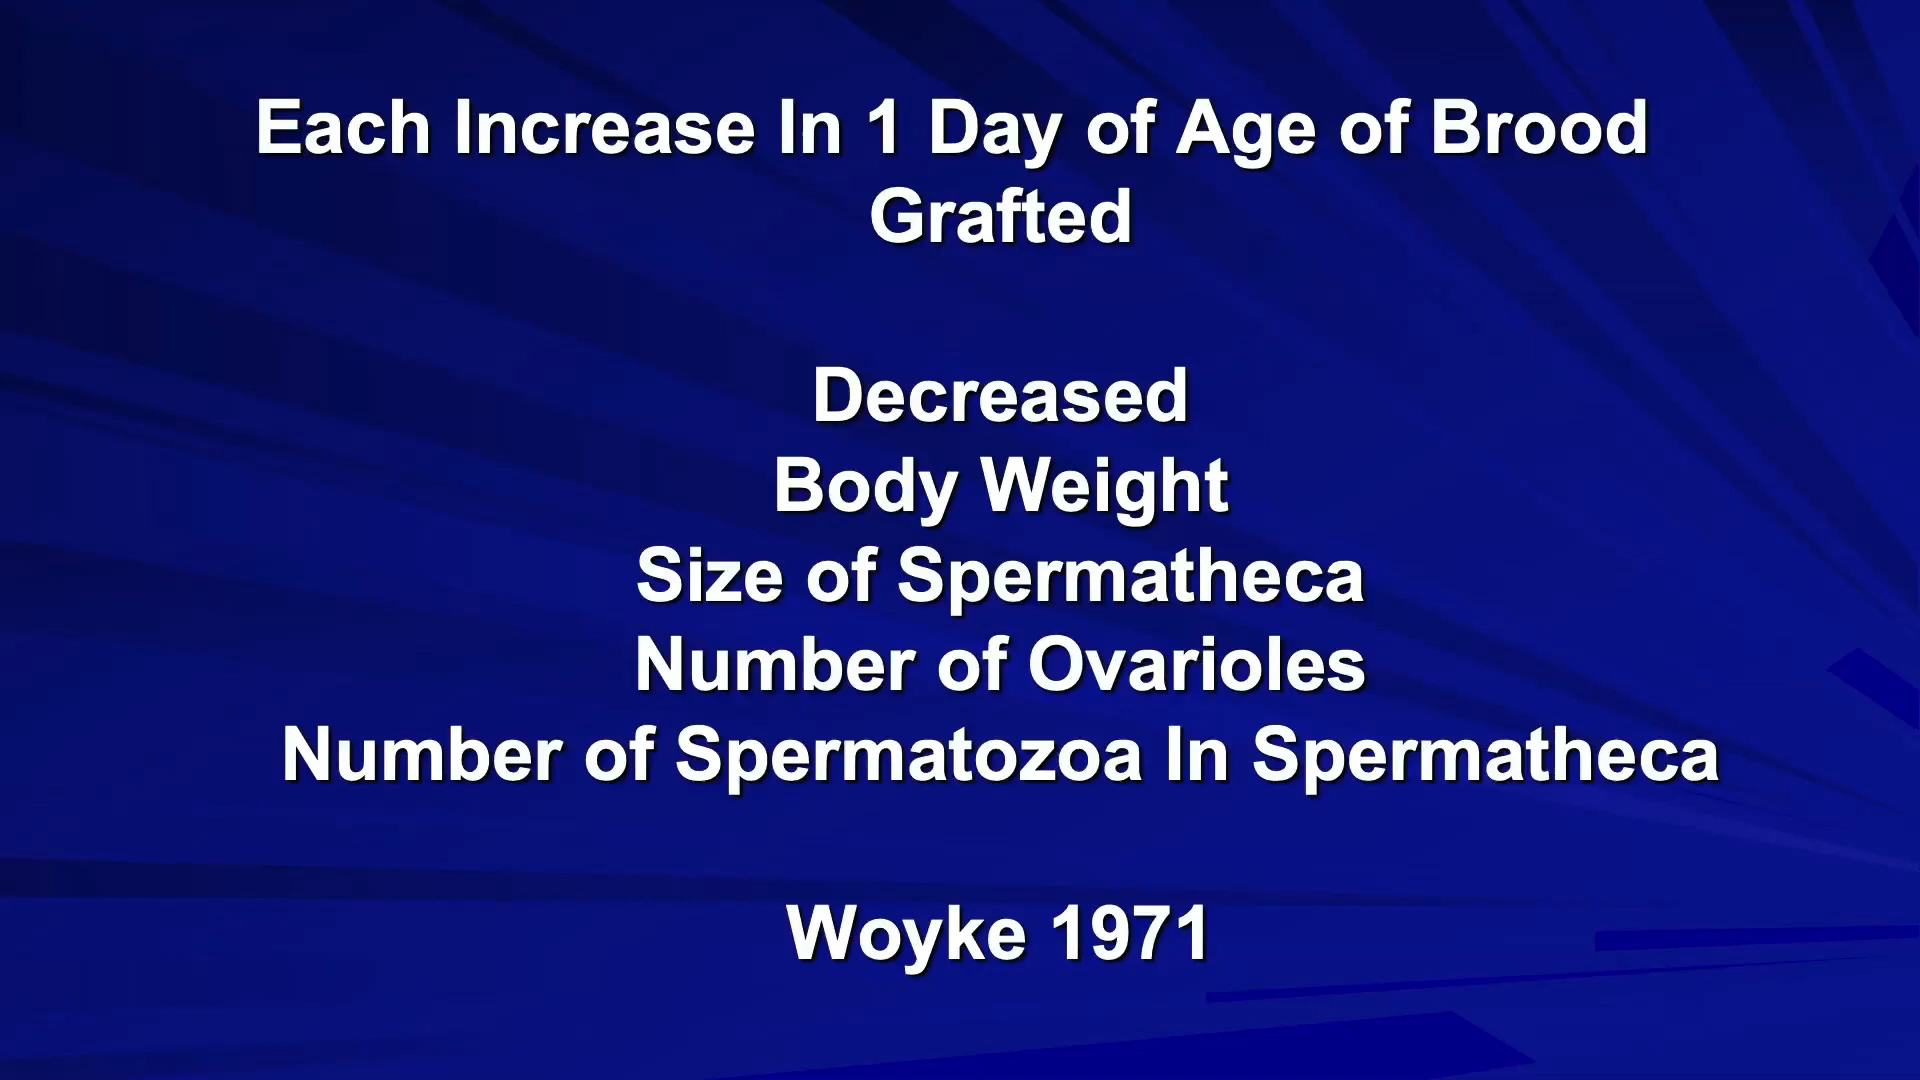 Each Increase In 1 Day of Age of Brood
Grafted
Decreased
Body Weight
Size of Spermatheca
Number of Ovarioles
Number of Spermatozoa In Spermatheca
Woyke 1971